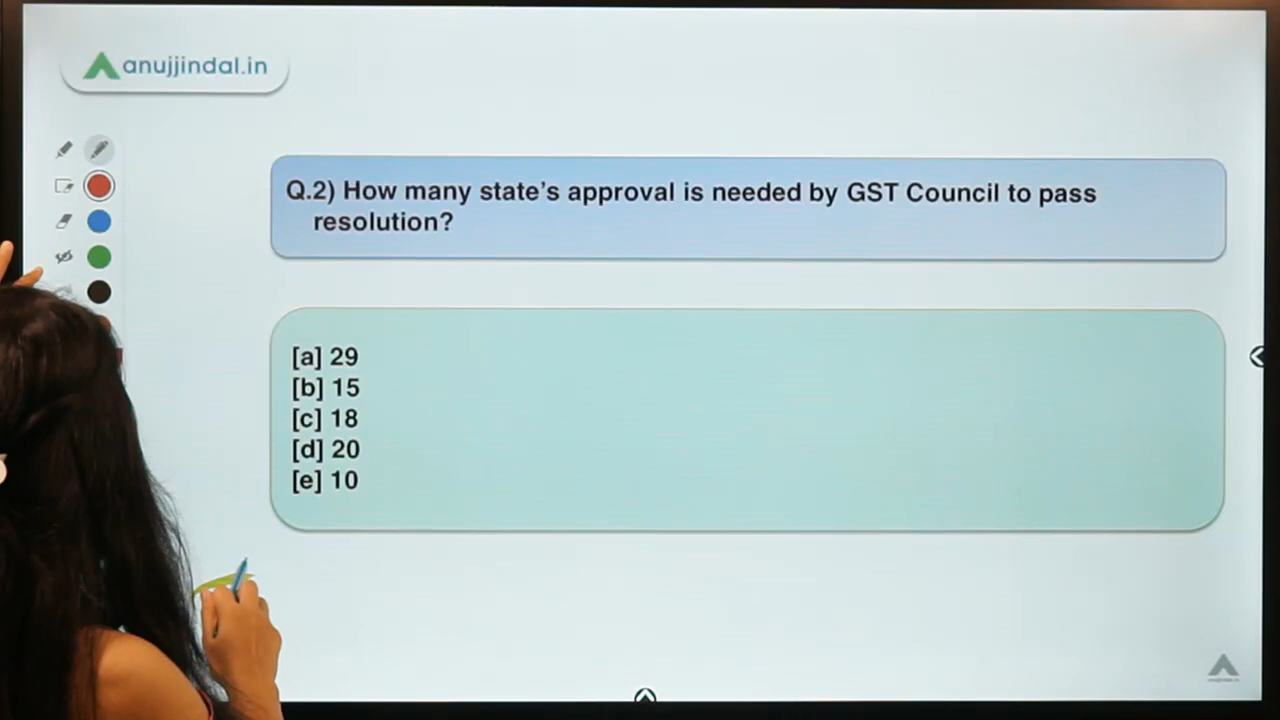 anujjindal.in
Q.2) How many state's approval is needed by GST Council to pass
resolution?
[a] 29
[b] 15
[c] 18
[d] 20
[e] 10